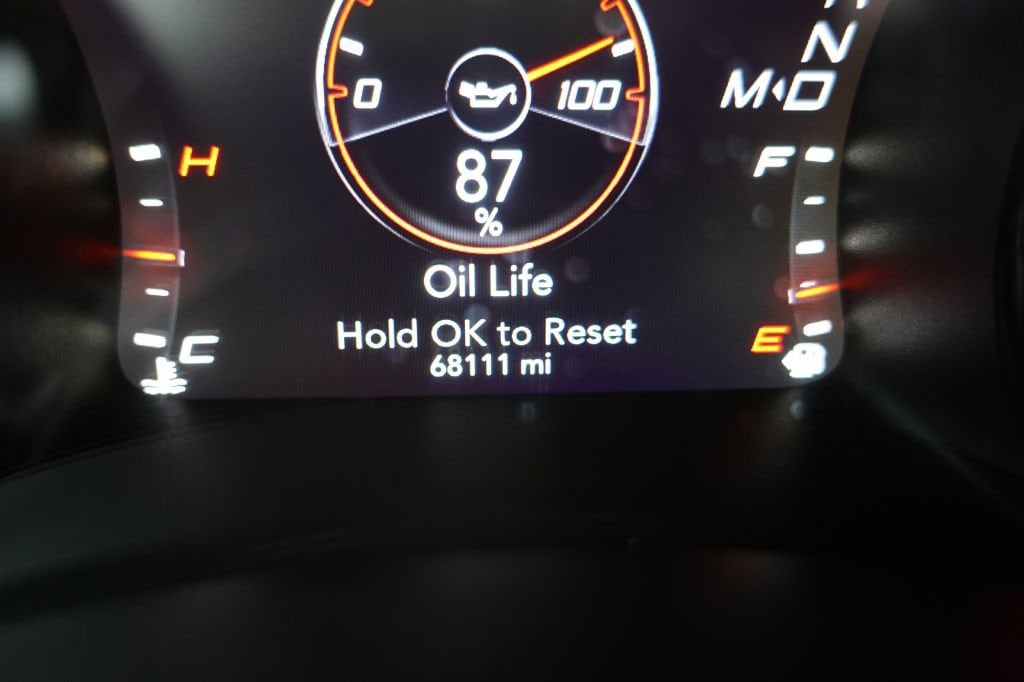 N
M D
0 100
H F
87
%
Oil Life
Hold OK to Reset
E
C
68111 mi